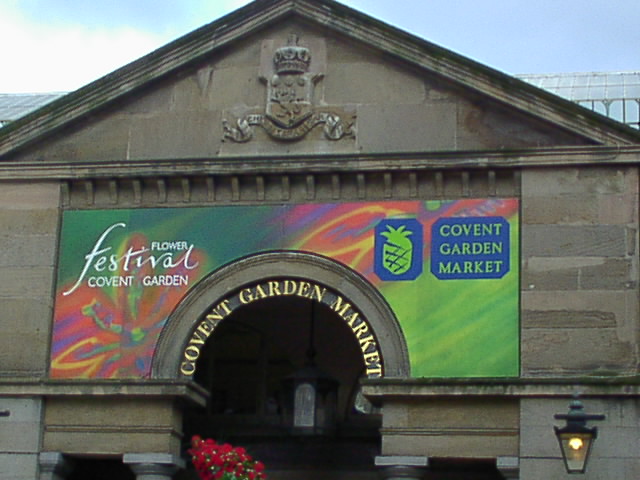 FLOWER
festival
COVENT GARDEN
COVENT
GARDEN
MARKET
COVENT GARDEN MARKET